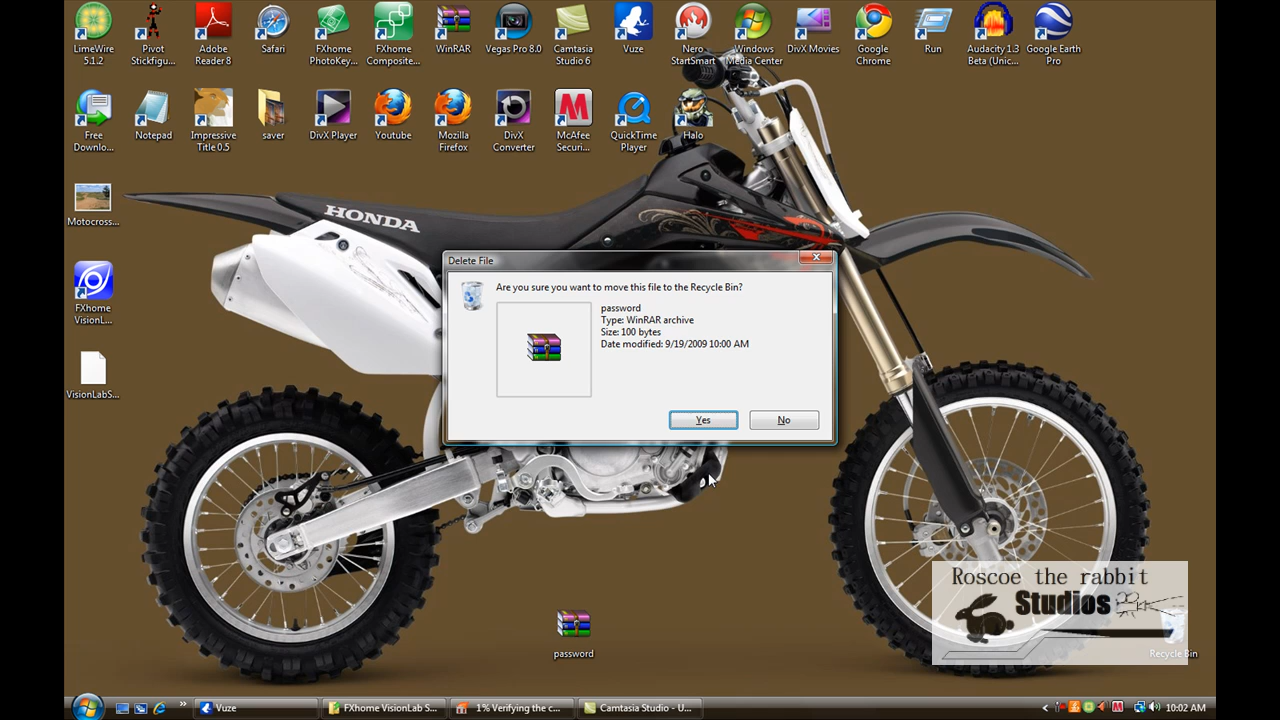 LimeWire
5.1.2
Pivot
Stickfigu...
Adobe
Reader 8
Safari
FXhome
PhotoKey...
FXhome
Composite...
WinRAR
Vegas Pro 8.0
Camtasia
Studio 6
Vuze
Nero
StartSmart
Windows
Media Center
DivX Movies
Google
Chrome
Run
Audacity 1.3
Beta (Unic...
Google Earth
Pro
Free
Downlo...
Notepad
Impressive
Title 0.5
saver
DivX Player
Youtube
Mozilla
Firefox
DivX
Converter
McAfee
Securi...
QuickTime
Player
Halo
Motocross...
HONDA
FXhome
VisionL...
VisionLabS...
Delete File
Are you sure you want to move this file to the Recycle Bin?
password
Type: WinRAR archive
Size: 100 bytes
Date modified: 9/19/2009 10:00 AM
Yes
No
Roscoe the rabbit
Studios
password
Recycle Bin
Vuze
FXhome VisionLab S...
1% Verifying the c...
Camtasia Studio - U...
10:02 AM